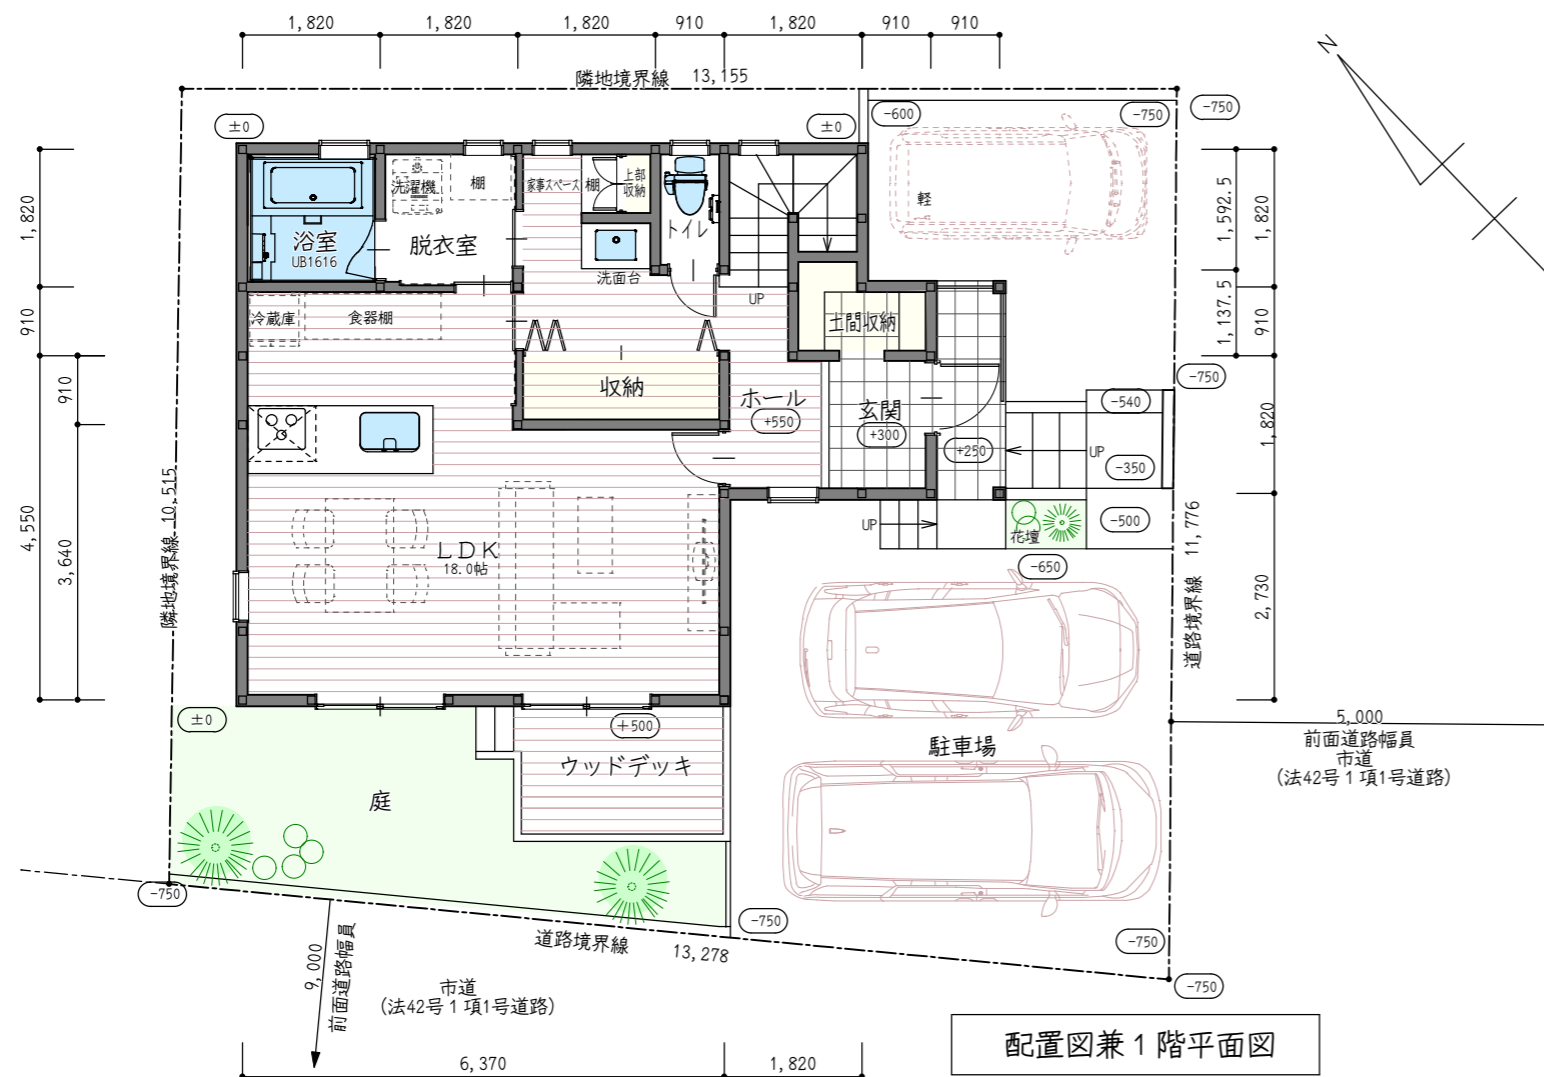 1,820
1,820
1,820
910
1,820
910
910
隣地境界線 13,155
N
±0
±0
-600
-750
-750
軽
1,820
910
4,550
910
3,640
1,592.5
1,137.5
1,820
910
1,820
2,730
洗濯機
棚
家事スペース
棚
上部
収納
トイレ
浴室
UB1616
脱衣室
洗面台
UP
冷蔵庫
食器棚
土間収納
収納
ホール
+550
玄関
+300
+250
-750
-540
UP
-350
-500
UP
花壇
-650
隣地境界線 10,515
道路境界線 11,776
LDK
18.0帖
±0
+500
ウッドデッキ
庭
駐車場
5,000
前面道路幅員
市道
(法42号1項1号道路)
-750
-750
-750
-750
道路境界線 13,278
9,000
前面道路幅員
市道
(法42号1項1号道路)
6,370
1,820
配置図兼1階平面図